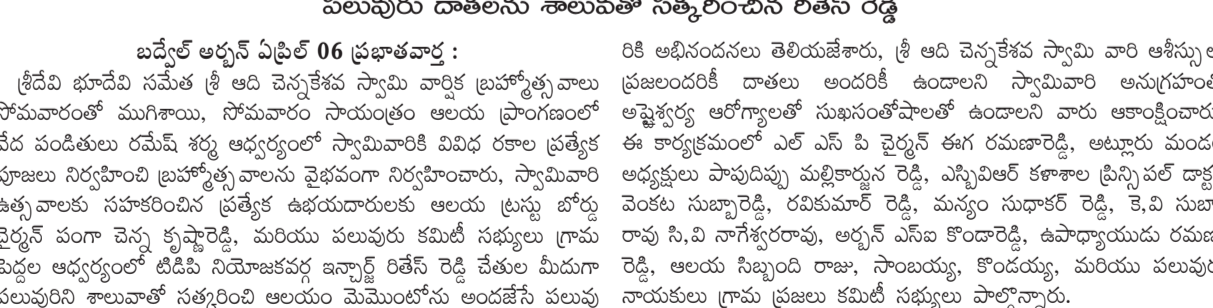 పలువురు దాతలను శాలువతో సత్కరించిన రితేస్ రెడ్డి
బద్వేల్ అర్బన్ ఏప్రిల్ 06 ప్రభాతవార్త :
శ్రీదేవి భూదేవి సమేత శ్రీ ఆది చెన్నకేశవ స్వామి వార్షిక బ్రహ్మోత్సవాలు
సోమవారంతో ముగిశాయి, సోమవారం సాయంత్రం ఆలయ ప్రాంగణంలో
వేద పండితులు రమేష్ శర్మ ఆధ్వర్యంలో స్వామివారికి వివిధ రకాల ప్రత్యేక
పూజలు నిర్వహించి బ్రహ్మోత్సవాలను వైభవంగా నిర్వహించారు, స్వామివారి
ఉత్సవాలకు సహకరించిన ప్రత్యేక ఉభయదారులకు ఆలయ ట్రస్టు బోర్డు
చైర్మన్ పంగా చెన్న కృష్ణారెడ్డి, మరియు పలువురు కమిటీ సభ్యులు గ్రామ
పెద్దల ఆధ్వర్యంలో టిడిపి నియోజకవర్గ ఇన్చార్జ్ రితేస్ రెడ్డి చేతుల మీదుగా
పలువురిని శాలువాతో సత్కరించి ఆలయం మెమొంటోను అందజేసే పలువు
రికి అభినందనలు తెలియజేశారు, శ్రీ ఆది చెన్నకేశవ స్వామి వారి ఆశీస్సుల
ప్రజలందరికీ దాతలు అందరికీ ఉండాలని స్వామివారి అనుగ్రహంత
అష్టైశ్వర్య ఆరోగ్యాలతో సుఖసంతోషాలతో ఉండాలని వారు ఆకాంక్షించారు
ఈ కార్యక్రమంలో ఎల్ ఎస్ పి చైర్మన్ ఈగ రమణారెడ్డి, అట్లూరు మండ
అధ్యక్షులు పాపుదిప్పు మల్లికార్జున రెడ్డి, ఎస్బివిఆర్ కళాశాల ప్రిన్సిపల్ డాక్ట
వెంకట సుబ్బారెడ్డి, రవికుమార్ రెడ్డి, మన్యం సుధాకర్ రెడ్డి, కె,వి సుబా
రావు సి,వి నాగేశ్వరరావు, అర్బన్ ఎస్ఐ కొండారెడ్డి, ఉపాధ్యాయుడు రమణ
రెడ్డి, ఆలయ సిబ్బంది రాజు, సాంబయ్య, కొండయ్య, మరియు పలువుర
నాయకులు గ్రామ ప్రజలు కమిటీ సభ్యులు పాల్గొన్నారు.